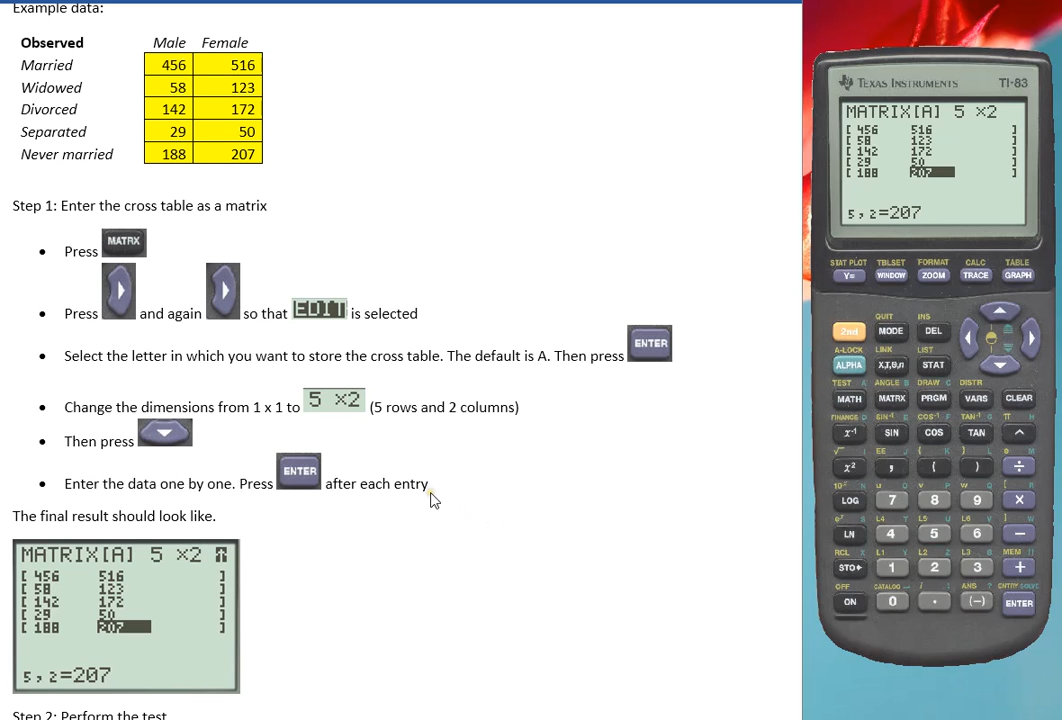 Example data:
Observed Male Female
Married 456 516
Widowed 58 123
Divorced 142 172
Separated 29 50
Never married 188 207
Step 1: Enter the cross table as a matrix
• Press MATRX
• Press and again so that EDIT is selected
• Select the letter in which you want to store the cross table. The default is A. Then press ENTER
• Change the dimensions from 1 x 1 to 5 ×2 (5 rows and 2 columns)
• Then press
• Enter the data one by one. Press ENTER after each entry
The final result should look like.
MATRIX[A] 5 ×2
[ 456 516 ]
[ 58 123 ]
[ 142 172 ]
[ 29 50 ]
[ 188 207 ]
5,2=207
Step 2: Perform the test
TEXAS INSTRUMENTS TI-83
MATRIX[A] 5 ×2
[ 456 516 ]
[ 58 123 ]
[ 142 172 ]
[ 29 50 ]
[ 188 207 ]
5,2=207
STAT PLOT TBLSET FORMAT CALC TABLE
Y= WINDOW ZOOM TRACE GRAPH
QUIT INS
2nd MODE DEL
A-LOCK LINK LIST
ALPHA X,T,θ,n STAT
TEST A ANGLE B DRAW C DISTR
MATH MATRX PRGM VARS CLEAR
FINANCE D SIN⁻¹ E COS⁻¹ F TAN⁻¹ G π H
x⁻¹ SIN COS TAN ^
√ I EE J { K } L e M
x² , ( ) ÷
10ˣ N u O v P w Q [ R
LOG 7 8 9 ×
eˣ S L4 T L5 U L6 V ] W
LN 4 5 6 −
RCL X L1 Y L2 Z L3 θ MEM "
STO▸ 1 2 3 +
OFF CATALOG i : ANS ? ENTRY SOLVE
ON 0 . (−) ENTER